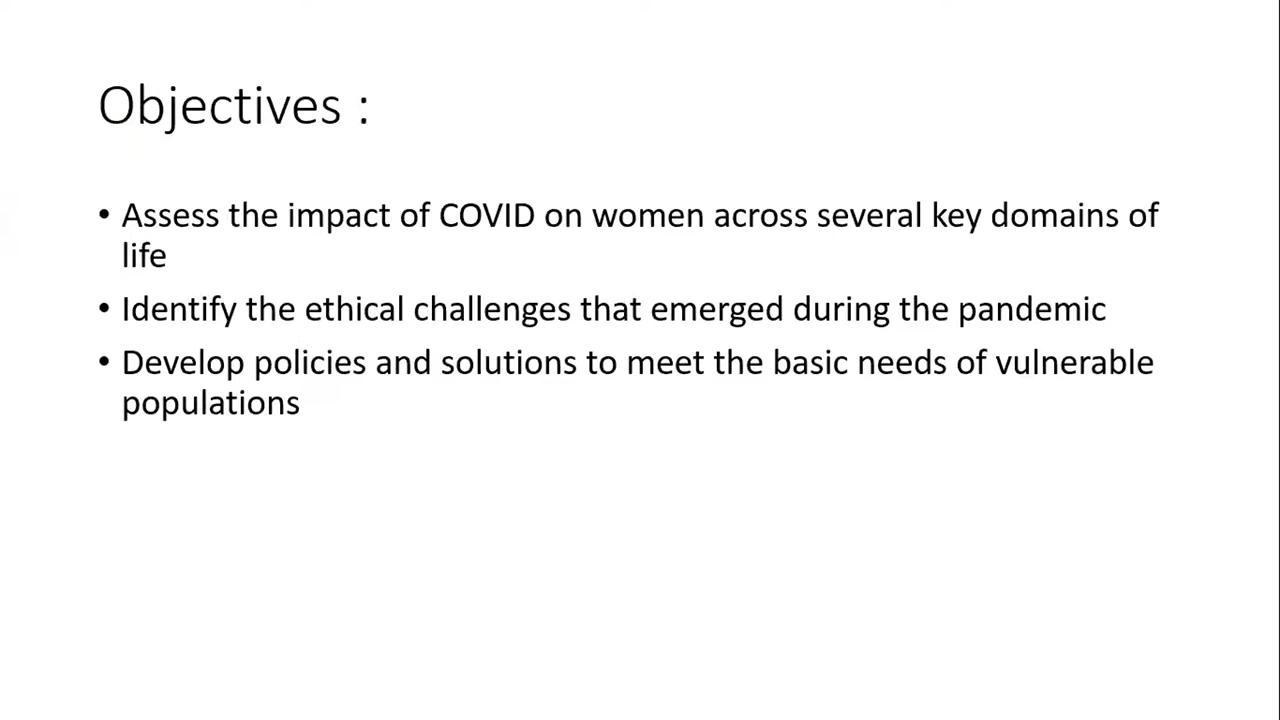 Objectives :
• Assess the impact of COVID on women across several key domains of
life
• Identify the ethical challenges that emerged during the pandemic
• Develop policies and solutions to meet the basic needs of vulnerable
populations